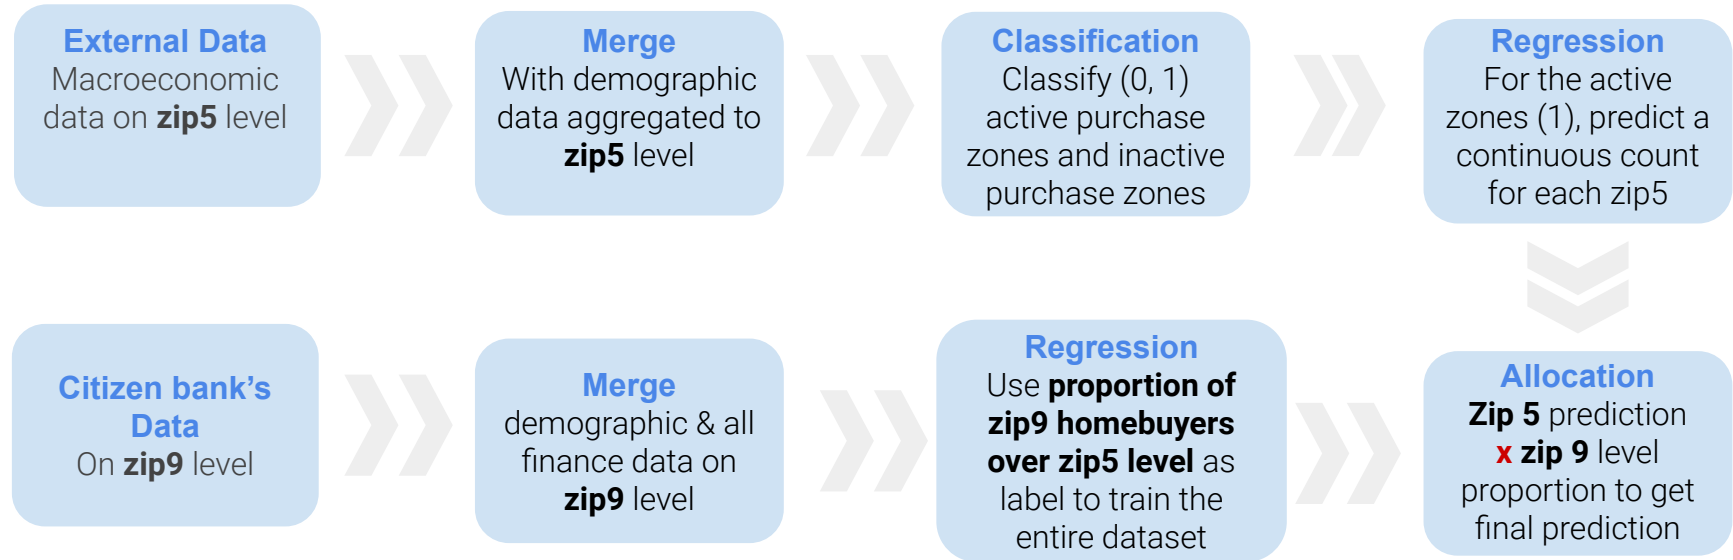 External Data
Macroeconomic
data on zip5 level
Merge
With demographic
data aggregated to
zip5 level
Classification
Classify (0, 1)
active purchase
zones and inactive
purchase zones
Regression
For the active
zones (1), predict a
continuous count
for each zip5
Citizen bank's
Data
On zip9 level
Merge
demographic & all
finance data on
zip9 level
Regression
Use proportion of
zip9 homebuyers
over zip5 level as
label to train the
entire dataset
Allocation
Zip 5 prediction
x zip 9 level
proportion to get
final prediction